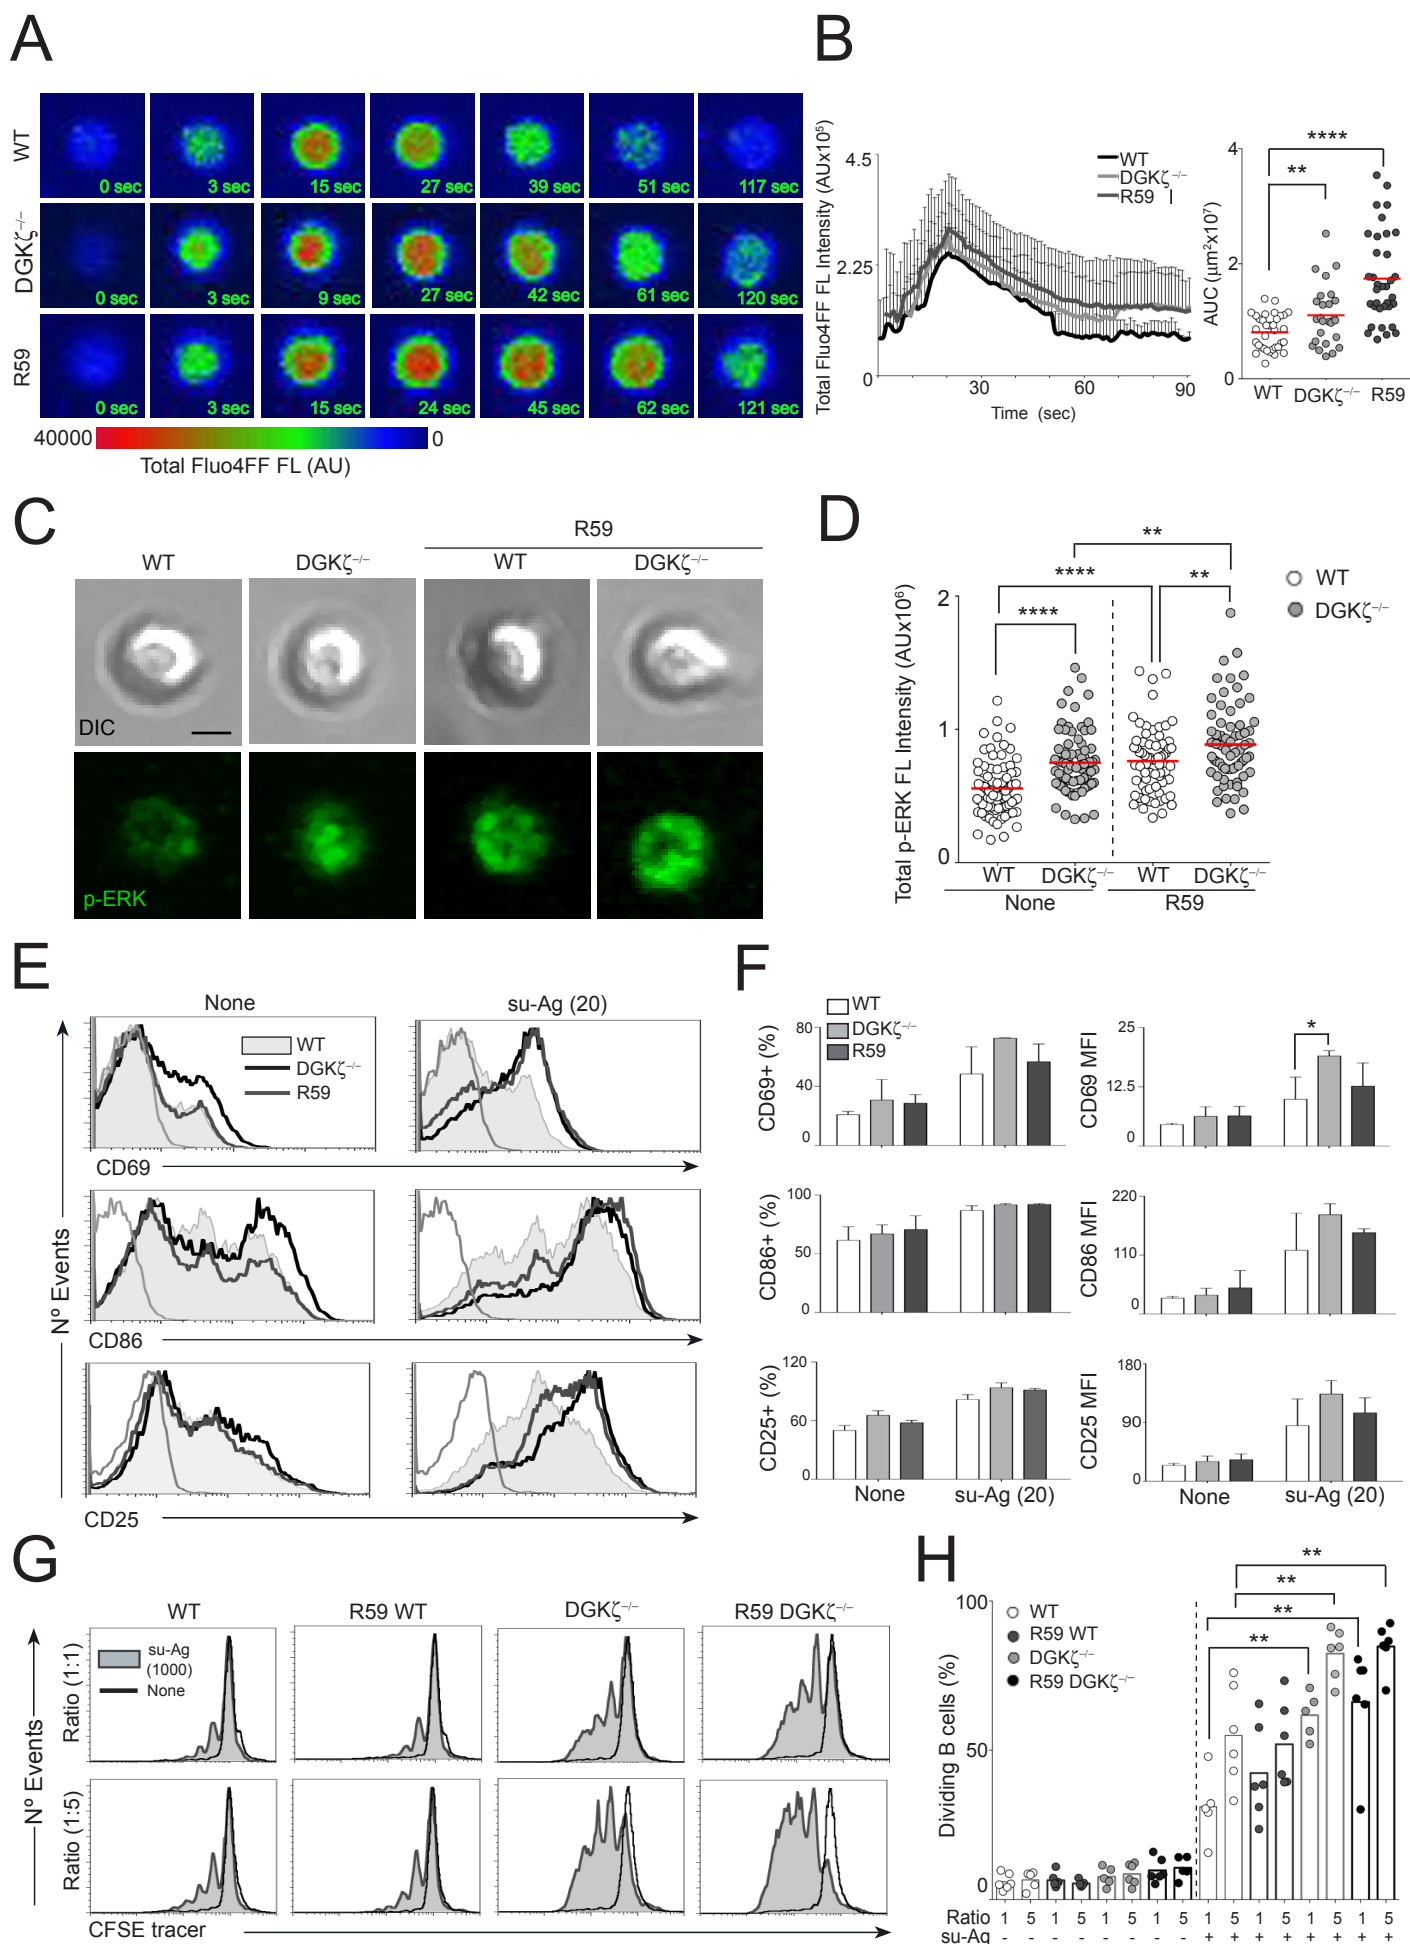 A
WT
0 sec
3 sec
15 sec
27 sec
39 sec
51 sec
117 sec
DGKζ−/−
0 sec
3 sec
9 sec
27 sec
42 sec
61 sec
120 sec
R59
0 sec
3 sec
15 sec
24 sec
45 sec
62 sec
121 sec
40000
0
Total Fluo4FF FL (AU)
B
Total Fluo4FF FL Intensity (AUx10⁵)
4.5
2.25
0
30
60
90
Time (sec)
WT
DGKζ−/−
R59
AUC (µm²x10⁷)
4
2
0
**
****
WT
DGKζ−/−
R59
C
R59
WT
DGKζ−/−
WT
DGKζ−/−
DIC
p-ERK
D
Total p-ERK FL Intensity (AUx10⁶)
2
1
0
**
****
**
****
WT
DGKζ−/−
WT
DGKζ−/−
WT
DGKζ−/−
None
R59
E
None
su-Ag (20)
WT
DGKζ−/−
R59
Nº Events
CD69
CD86
CD25
F
WT
DGKζ−/−
R59
CD69+ (%)
80
40
0
CD69 MFI
25
12.5
0
*
CD86+ (%)
100
50
0
CD86 MFI
220
110
0
CD25+ (%)
120
60
0
CD25 MFI
180
90
0
None
su-Ag (20)
None
su-Ag (20)
G
WT
R59 WT
DGKζ−/−
R59 DGKζ−/−
su-Ag
(1000)
None
Nº Events
Ratio (1:1)
Ratio (1:5)
CFSE tracer
H
Dividing B cells (%)
100
50
0
WT
R59 WT
DGKζ−/−
R59 DGKζ−/−
**
**
**
**
Ratio 1 5 1 5 1 5 1 5 1 5 1 5 1 5 1 5
su-Ag - - - - - - - - + + + + + + + +